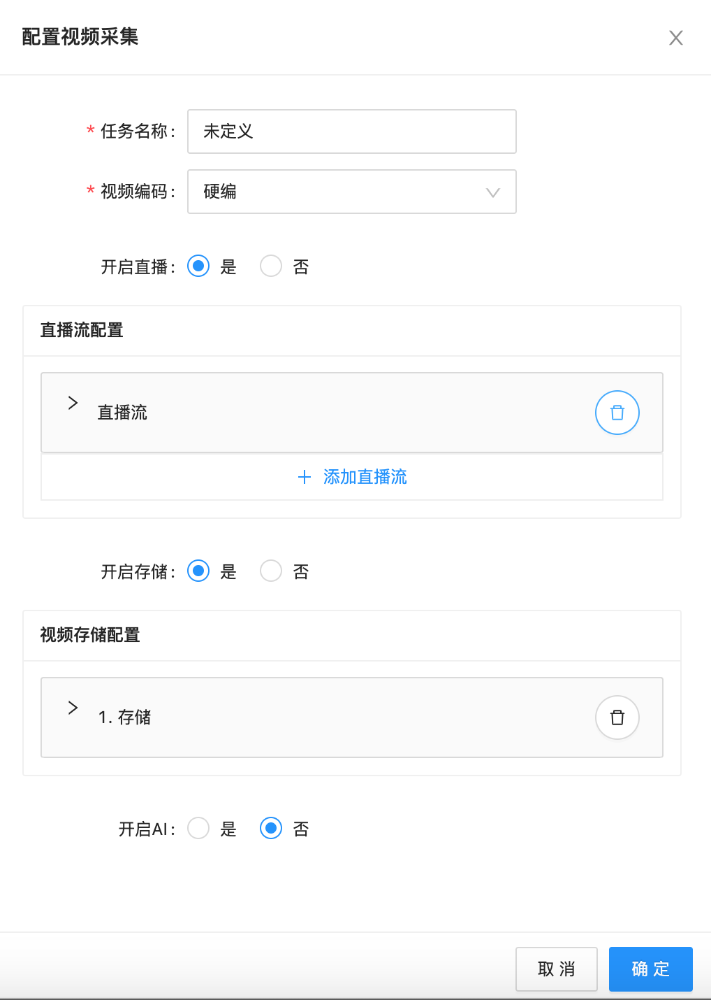 配置视频采集
* 任务名称: 未定义
* 视频编码: 硬编
开启直播: 是 否
直播流配置
直播流
+ 添加直播流
开启存储: 是 否
视频存储配置
1. 存储
开启AI: 是 否
取 消 确 定